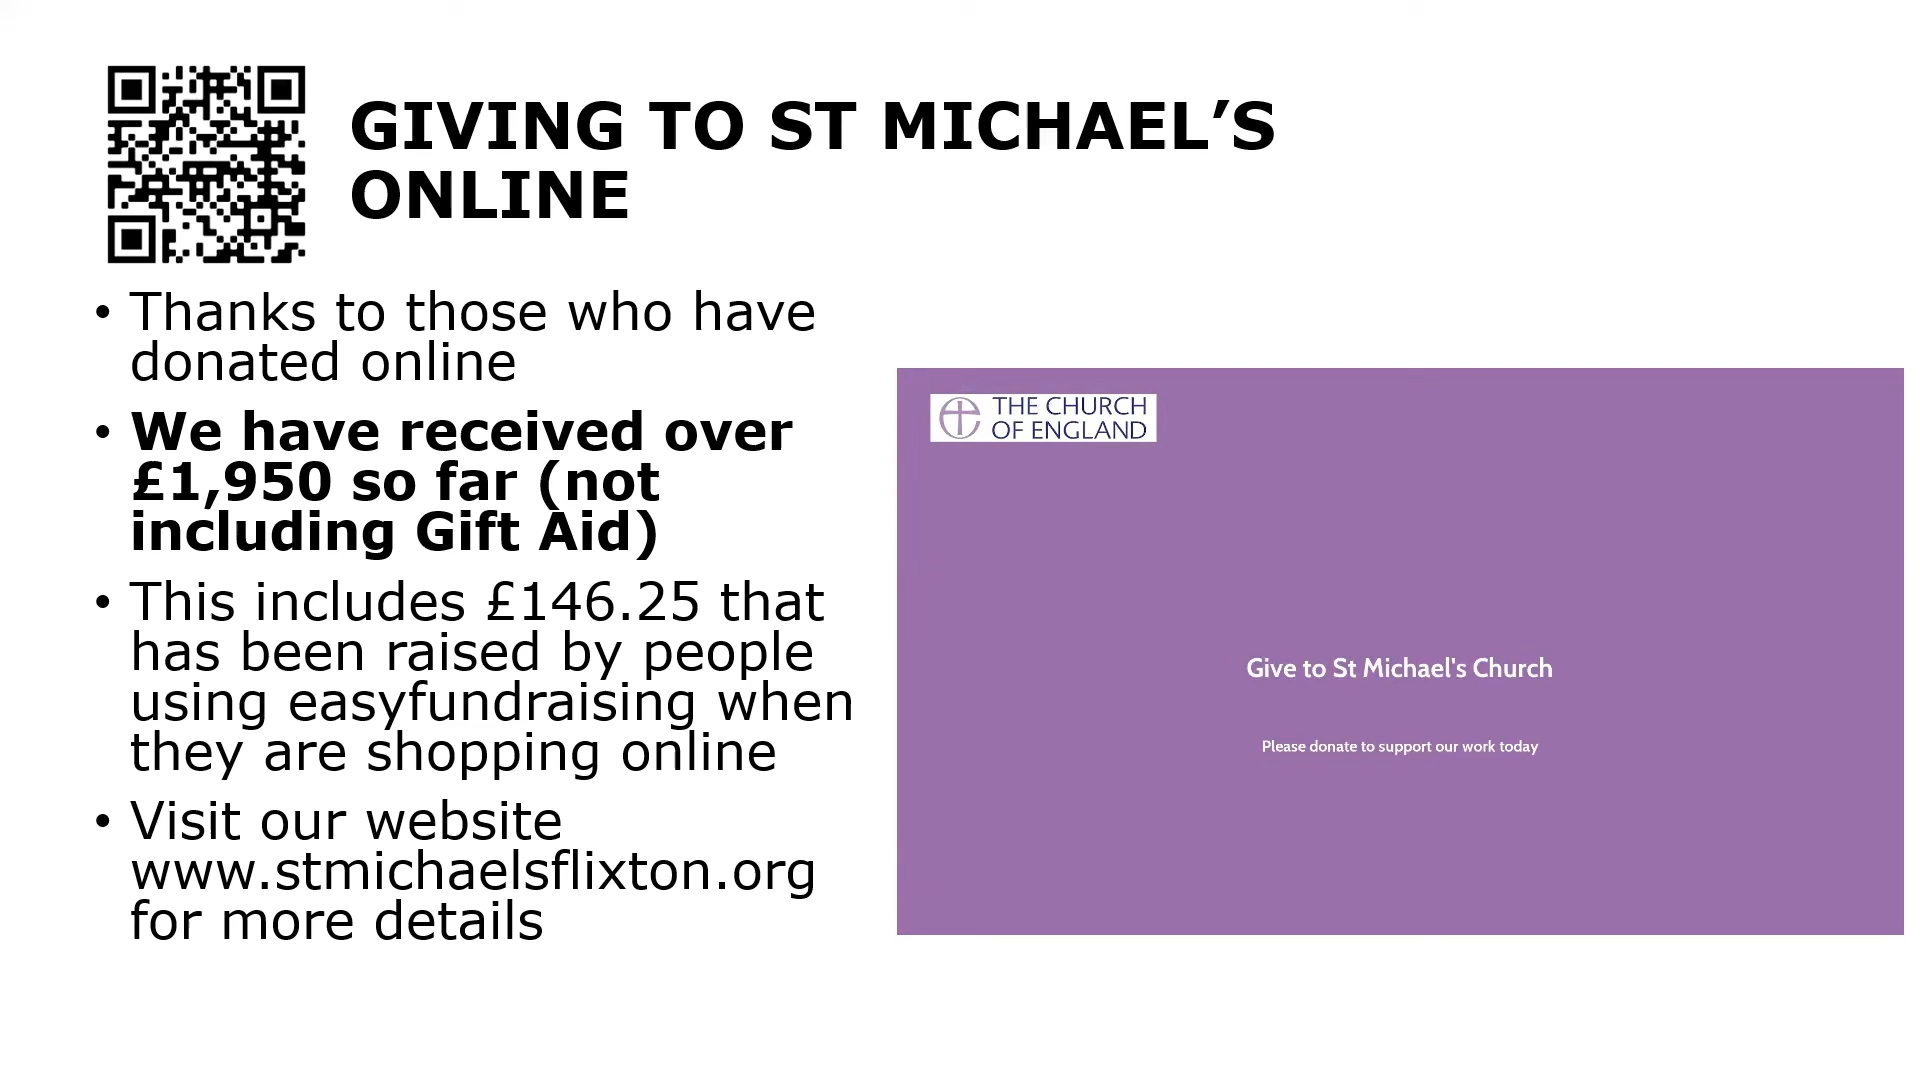 GIVING TO ST MICHAEL’S
ONLINE
• Thanks to those who have
donated online
• We have received over
£1,950 so far (not
including Gift Aid)
• This includes £146.25 that
has been raised by people
using easyfundraising when
they are shopping online
• Visit our website
www.stmichaelsflixton.org
for more details
THE CHURCH
OF ENGLAND
Give to St Michael's Church
Please donate to support our work today